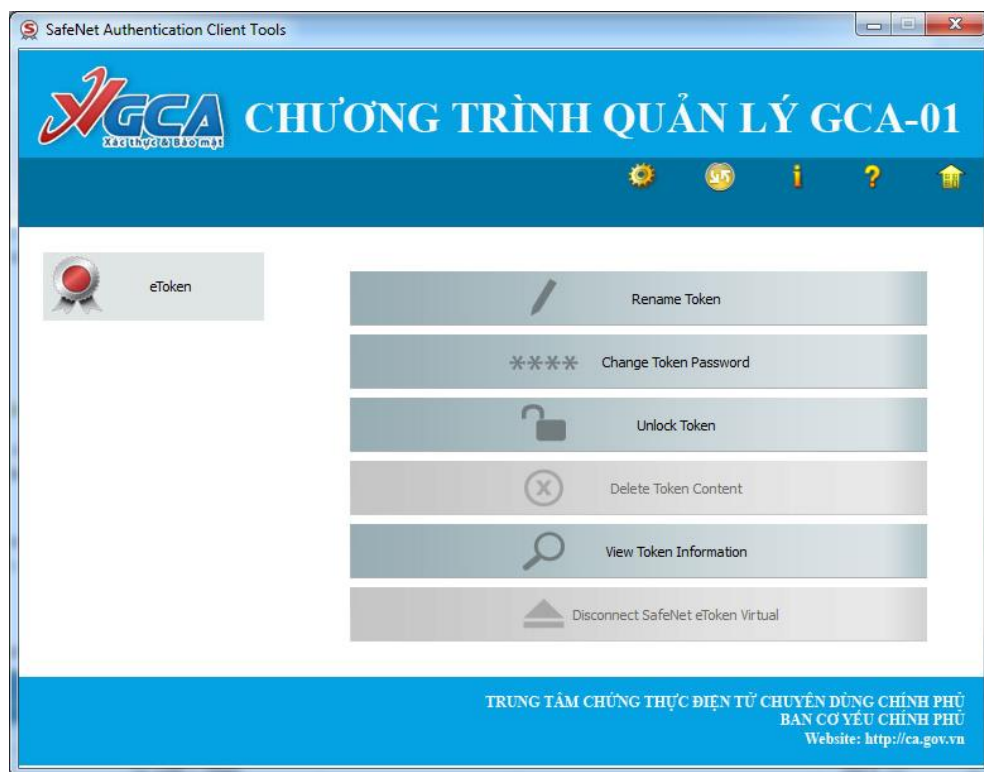 SafeNet Authentication Client Tools
GCA
Xác thực & Bảo mật
CHƯƠNG TRÌNH QUẢN LÝ GCA-01
eToken
Rename Token
Change Token Password
Unlock Token
Delete Token Content
View Token Information
Disconnect SafeNet eToken Virtual
TRUNG TÂM CHỨNG THỰC ĐIỆN TỬ CHUYÊN DÙNG CHÍNH PHỦ
BAN CƠ YẾU CHÍNH PHỦ
Website: http://ca.gov.vn